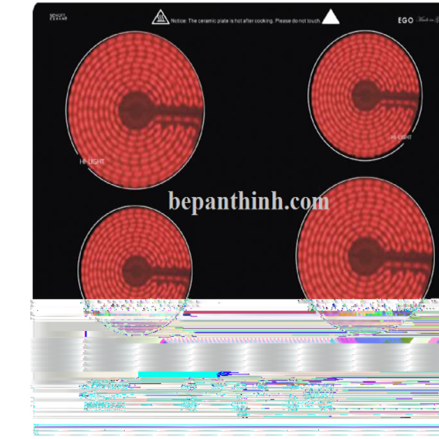 Notice: The ceramic plate is hot after cooking. Please do not touch.
EGO
HI-LIGHT
HI-LIGHT
bepanthinh.com